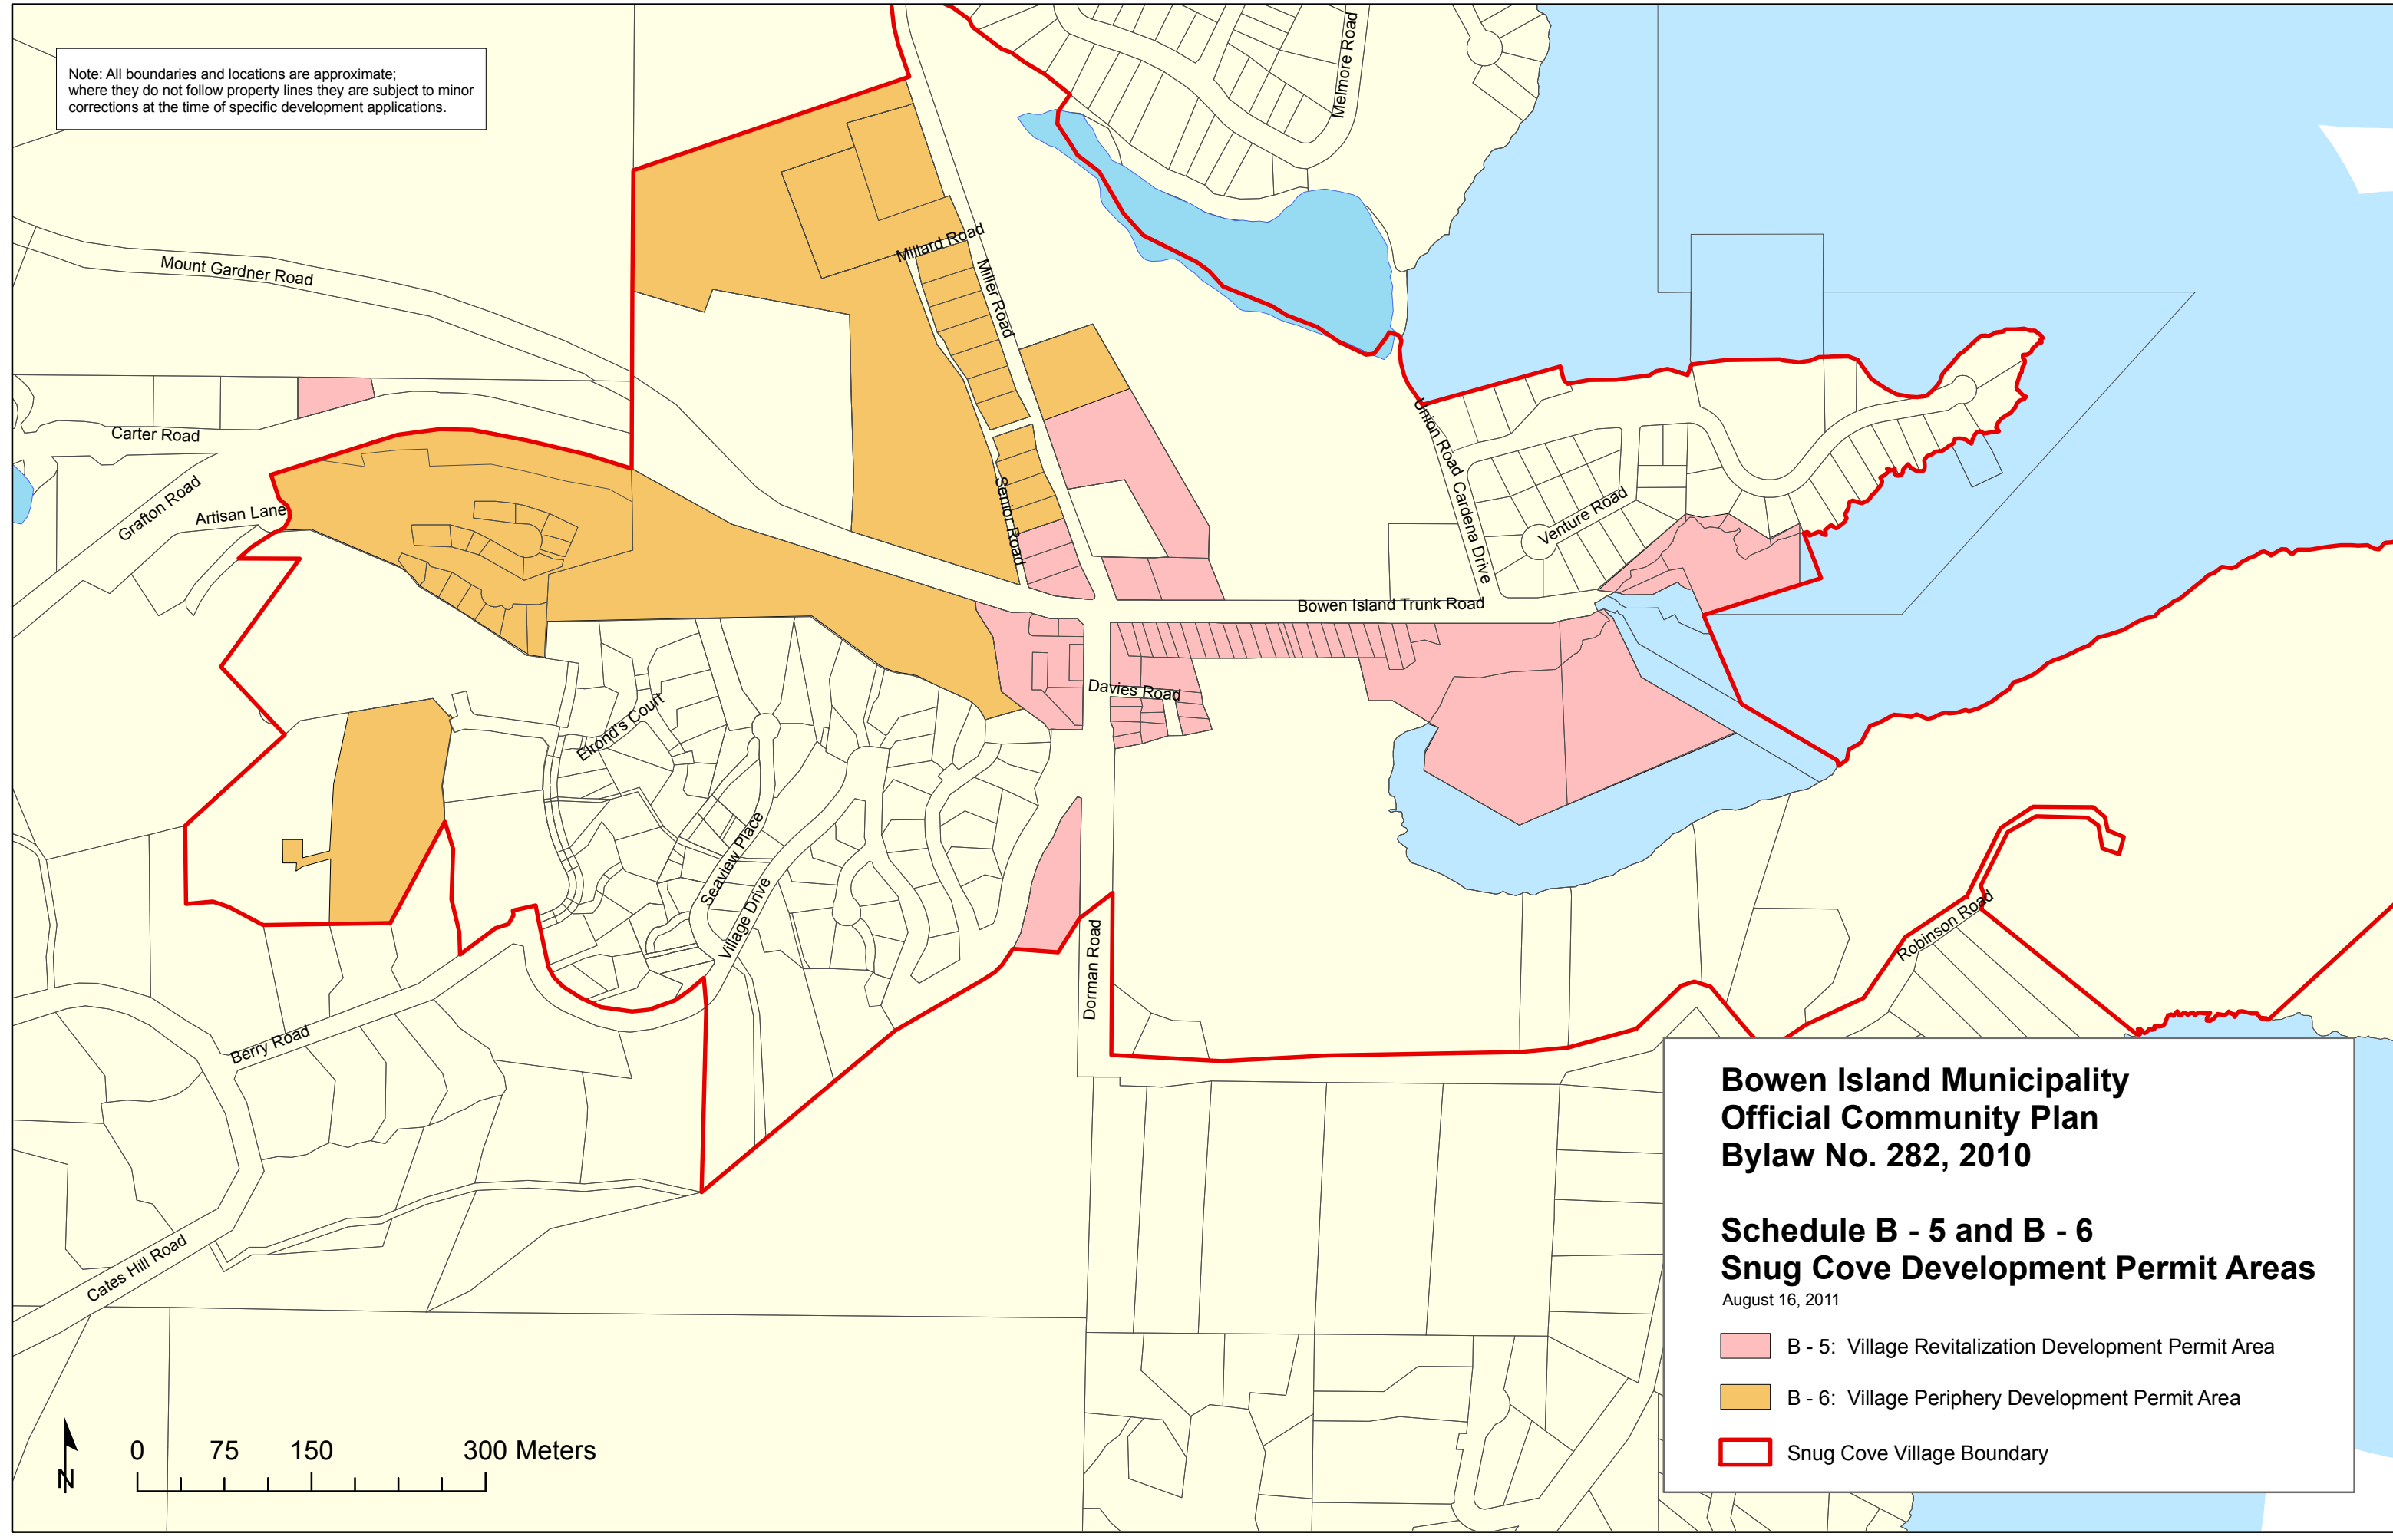 Note: All boundaries and locations are approximate;
where they do not follow property lines they are subject to minor
corrections at the time of specific development applications.
Melmore Road
Mount Gardner Road
Millard Road
Miller Road
Carter Road
Grafton Road
Artisan Lane
Senior Road
Union Road
Cardena Drive
Venture Road
Bowen Island Trunk Road
Davies Road
Elrond's Court
Seaview Place
Village Drive
Dorman Road
Robinson Road
Berry Road
Cates Hill Road
Bowen Island Municipality
Official Community Plan
Bylaw No. 282, 2010
Schedule B - 5 and B - 6
Snug Cove Development Permit Areas
August 16, 2011
B - 5: Village Revitalization Development Permit Area
B - 6: Village Periphery Development Permit Area
Snug Cove Village Boundary
0 75 150 300 Meters
N